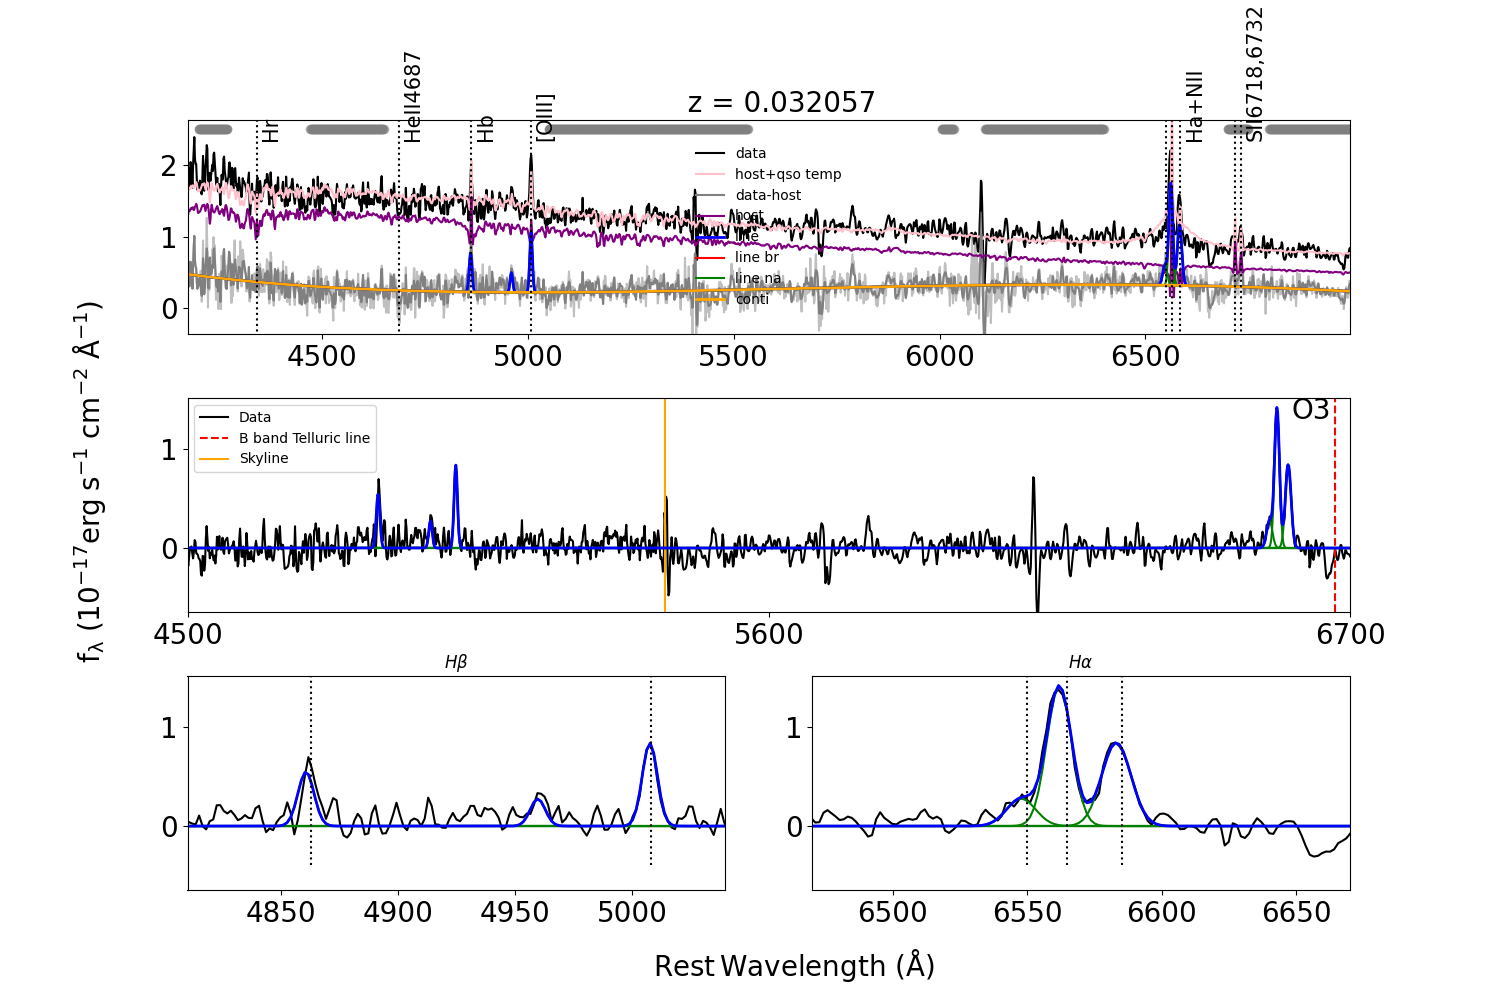 z = 0.032057
Hr
HeII4687
Hb
[OIII]
Ha+NII
SII6718,6732
data
host+qso temp
data-host
host
line
line br
line na
conti
2
1
0
4500 5000 5500 6000 6500
fλ (10⁻¹⁷erg s⁻¹ cm⁻² Å⁻¹)
Data
B band Telluric line
Skyline
O3
1
0
4500 5600 6700
Hβ
1
0
4850 4900 4950 5000
Hα
1
0
6500 6550 6600 6650
Rest Wavelength (Å)